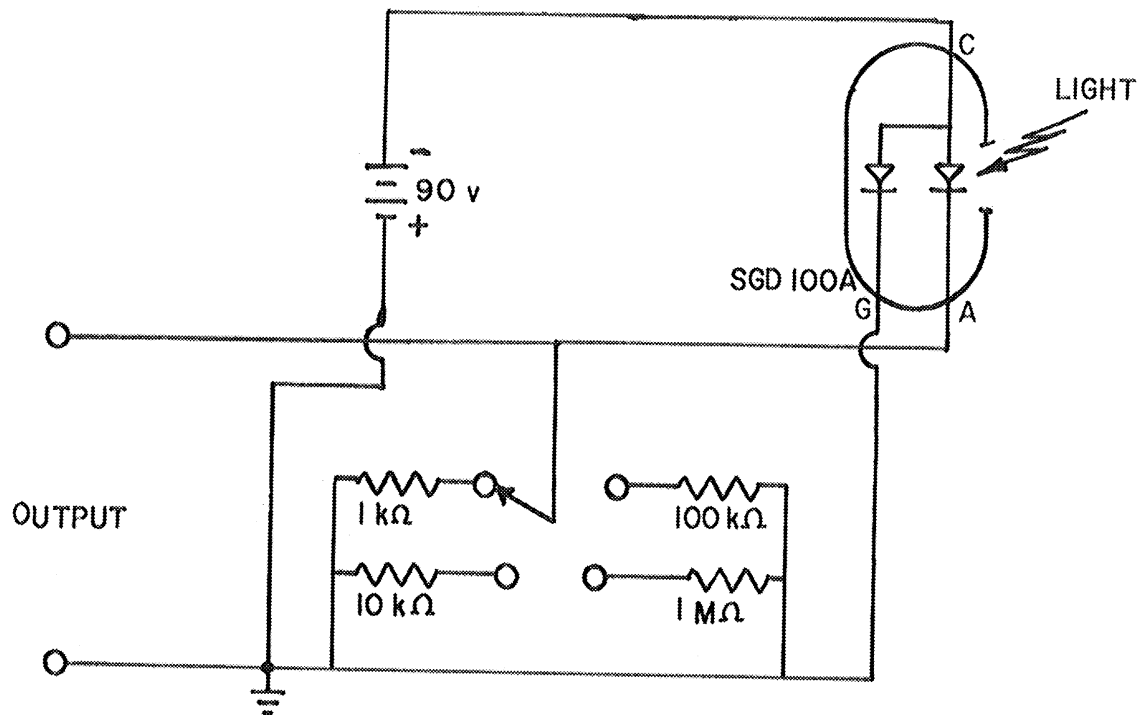 C
LIGHT
-
90 v
+
SGD 100A
G
A
1 kΩ
100 kΩ
OUTPUT
10 kΩ
1 MΩ